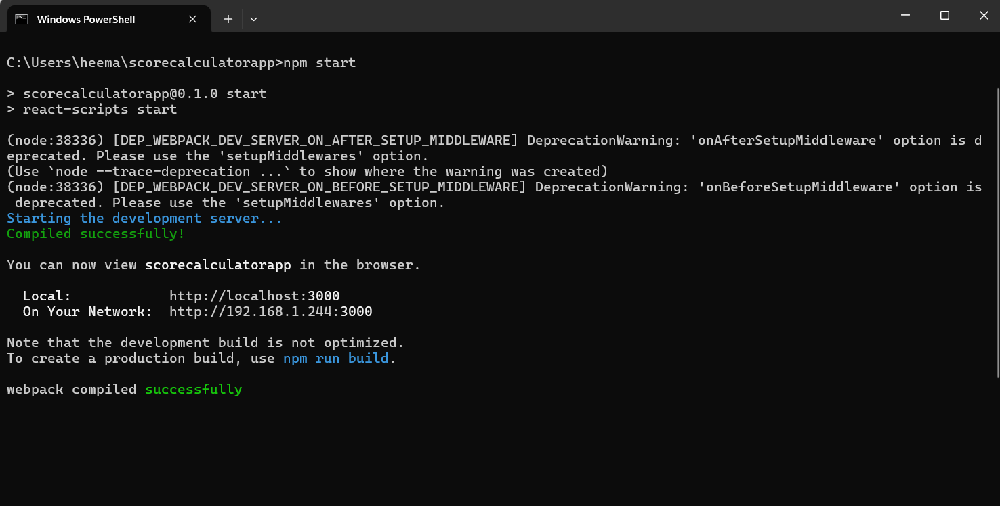 Windows PowerShell
C:\Users\heema\scorecalculatorapp>npm start
> scorecalculatorapp@0.1.0 start
> react-scripts start
(node:38336) [DEP_WEBPACK_DEV_SERVER_ON_AFTER_SETUP_MIDDLEWARE] DeprecationWarning: 'onAfterSetupMiddleware' option is d
eprecated. Please use the 'setupMiddlewares' option.
(Use `node --trace-deprecation ...` to show where the warning was created)
(node:38336) [DEP_WEBPACK_DEV_SERVER_ON_BEFORE_SETUP_MIDDLEWARE] DeprecationWarning: 'onBeforeSetupMiddleware' option is
 deprecated. Please use the 'setupMiddlewares' option.
Starting the development server...
Compiled successfully!
You can now view scorecalculatorapp in the browser.
  Local:            http://localhost:3000
  On Your Network:  http://192.168.1.244:3000
Note that the development build is not optimized.
To create a production build, use npm run build.
webpack compiled successfully